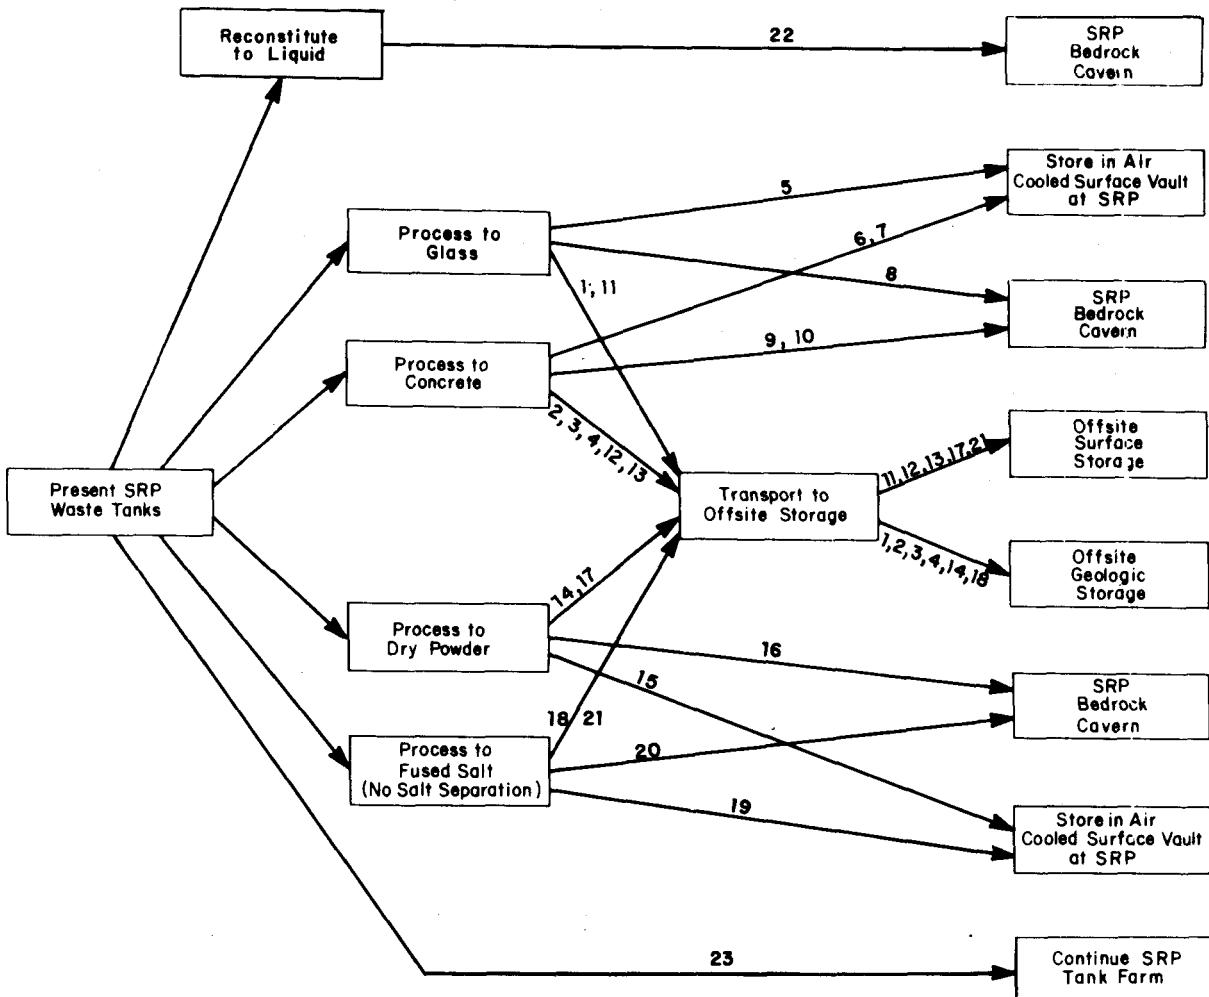 Reconstitute
to Liquid
22
SRP
Bedrock
Cavern
Store in Air
Cooled Surface Vault
at SRP
5
6,7
Process to
Glass
8
1, 11
SRP
Bedrock
Cavern
9, 10
Process to
Concrete
2, 3, 4, 12, 13
Offsite
Surface
Storage
11,12,13,17,21
Present SRP
Waste Tanks
Transport to
Offsite Storage
1,2,3,4,14,18
Offsite
Geologic
Storage
14,17
Process to
Dry Powder
16
15
SRP
Bedrock
Cavern
18 21
Process to
Fused Salt
(No Salt Separation)
20
19
Store in Air
Cooled Surface Vault
at SRP
23
Continue SRP
Tank Farm